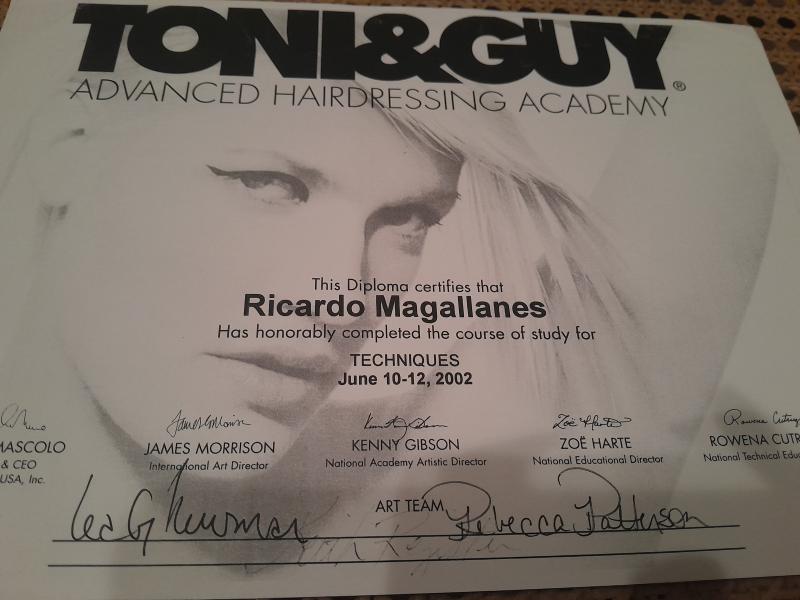 TONI&GUY®
ADVANCED HAIRDRESSING ACADEMY
This Diploma certifies that
Ricardo Magallanes
Has honorably completed the course of study for
TECHNIQUES
June 10-12, 2002
MASCOLO
& CEO
USA, Inc.
JAMES MORRISON
International Art Director
KENNY GIBSON
National Academy Artistic Director
ZOË HARTE
National Educational Director
ROWENA CUTR
National Technical Edu
ART TEAM
Rebecca Patterson